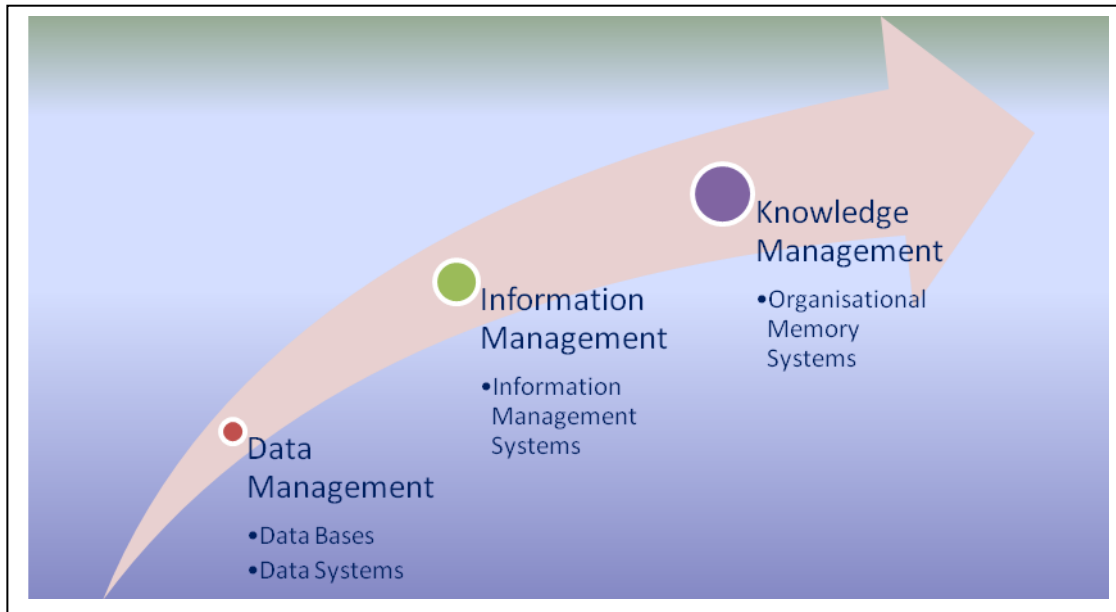 Knowledge
Management
•Organisational
Memory
Systems
Information
Management
•Information
Management
Systems
Data
Management
•Data Bases
•Data Systems